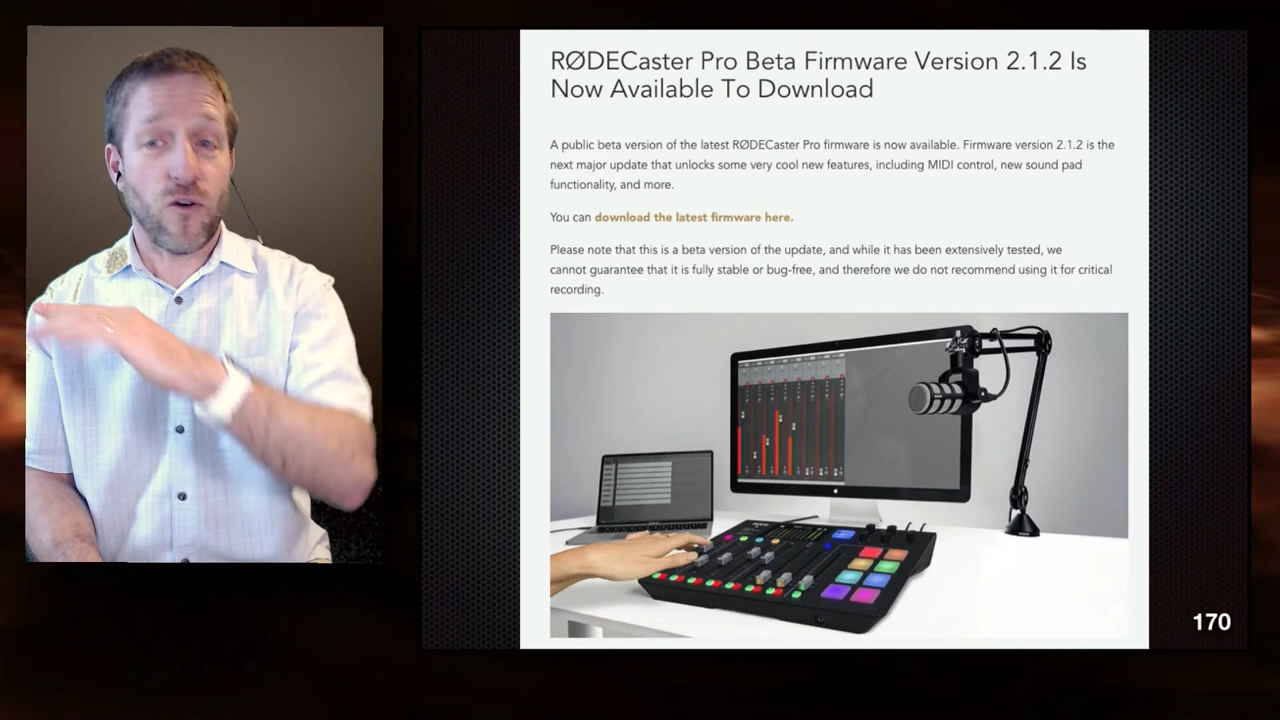 RØDECaster Pro Beta Firmware Version 2.1.2 Is
Now Available To Download
A public beta version of the latest RØDECaster Pro firmware is now available. Firmware version 2.1.2 is the
next major update that unlocks some very cool new features, including MIDI control, new sound pad
functionality, and more.
You can download the latest firmware here.
Please note that this is a beta version of the update, and while it has been extensively tested, we
cannot guarantee that it is fully stable or bug-free, and therefore we do not recommend using it for critical
recording.
170